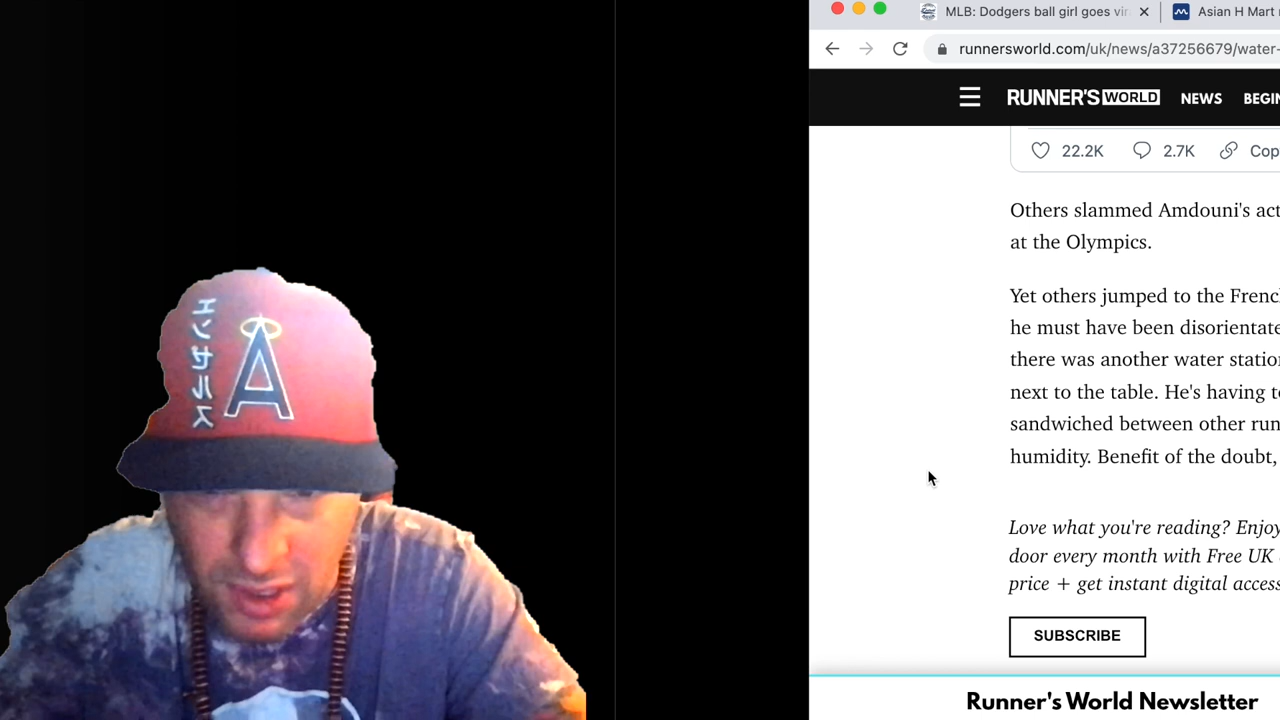 エンゼルス
A
MLB: Dodgers ball girl goes vir
Asian H Mart
runnersworld.com/uk/news/a37256679/water-
RUNNER'S WORLD
NEWS
BEGIN
22.2K
2.7K
Cop
Others slammed Amdouni's act
at the Olympics.
Yet others jumped to the French
he must have been disorientate
there was another water station
next to the table. He's having to
sandwiched between other run
humidity. Benefit of the doubt,
Love what you're reading? Enjoy
door every month with Free UK
price + get instant digital access
SUBSCRIBE
Runner's World Newsletter